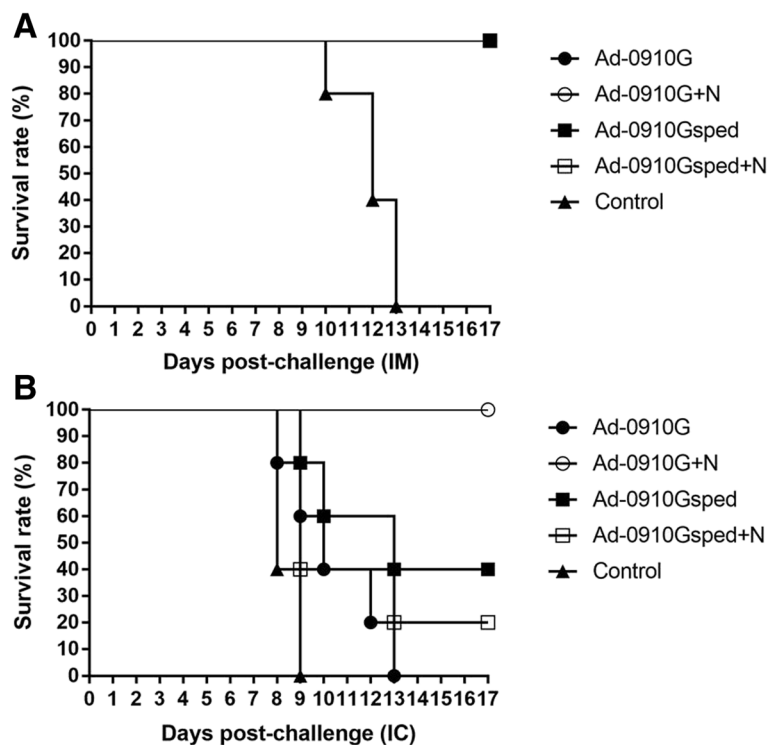 A
Survival rate (%)
100
90
80
70
60
50
40
30
20
10
0
0 1 2 3 4 5 6 7 8 9 10 11 12 13 14 15 16 17
Days post-challenge (IM)
Ad-0910G
Ad-0910G+N
Ad-0910Gsped
Ad-0910Gsped+N
Control
B
Survival rate (%)
100
90
80
70
60
50
40
30
20
10
0
0 1 2 3 4 5 6 7 8 9 10 11 12 13 14 15 16 17
Days post-challenge (IC)
Ad-0910G
Ad-0910G+N
Ad-0910Gsped
Ad-0910Gsped+N
Control